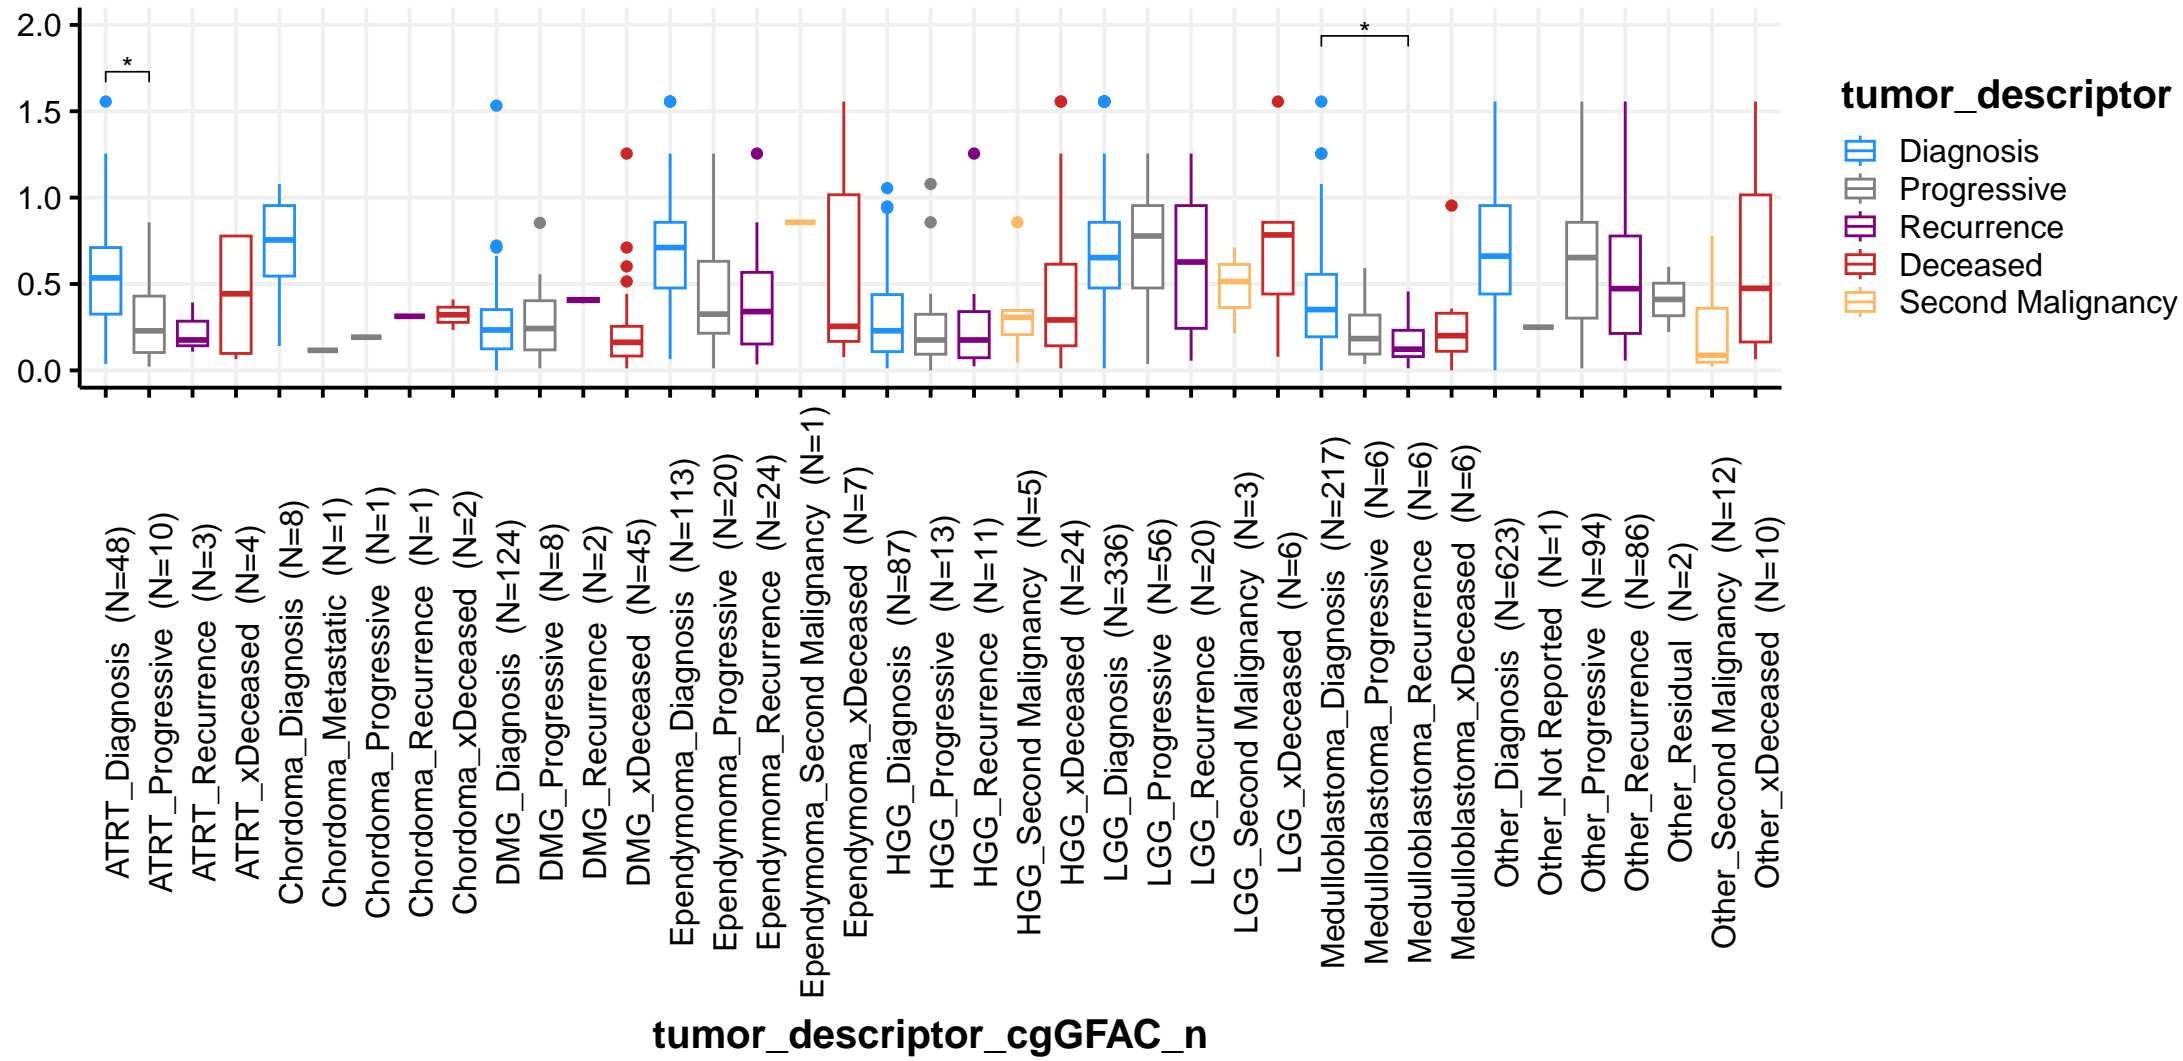 2.0
1.5
1.0
0.5
0.0
*
*
ATRT_Diagnosis (N=48)
ATRT_Progressive (N=10)
ATRT_Recurrence (N=3)
ATRT_xDeceased (N=4)
Chordoma_Diagnosis (N=8)
Chordoma_Metastatic (N=1)
Chordoma_Progressive (N=1)
Chordoma_Recurrence (N=1)
Chordoma_xDeceased (N=2)
DMG_Diagnosis (N=124)
DMG_Progressive (N=8)
DMG_Recurrence (N=2)
DMG_xDeceased (N=45)
Ependymoma_Diagnosis (N=113)
Ependymoma_Progressive (N=20)
Ependymoma_Recurrence (N=24)
Ependymoma_Second Malignancy (N=1)
Ependymoma_xDeceased (N=7)
HGG_Diagnosis (N=87)
HGG_Progressive (N=13)
HGG_Recurrence (N=11)
HGG_Second Malignancy (N=5)
HGG_xDeceased (N=24)
LGG_Diagnosis (N=336)
LGG_Progressive (N=56)
LGG_Recurrence (N=20)
LGG_Second Malignancy (N=3)
LGG_xDeceased (N=6)
Medulloblastoma_Diagnosis (N=217)
Medulloblastoma_Progressive (N=6)
Medulloblastoma_Recurrence (N=6)
Medulloblastoma_xDeceased (N=6)
Other_Diagnosis (N=623)
Other_Not Reported (N=1)
Other_Progressive (N=94)
Other_Recurrence (N=86)
Other_Residual (N=2)
Other_Second Malignancy (N=12)
Other_xDeceased (N=10)
tumor_descriptor_cgGFAC_n
tumor_descriptor
Diagnosis
Progressive
Recurrence
Deceased
Second Malignancy